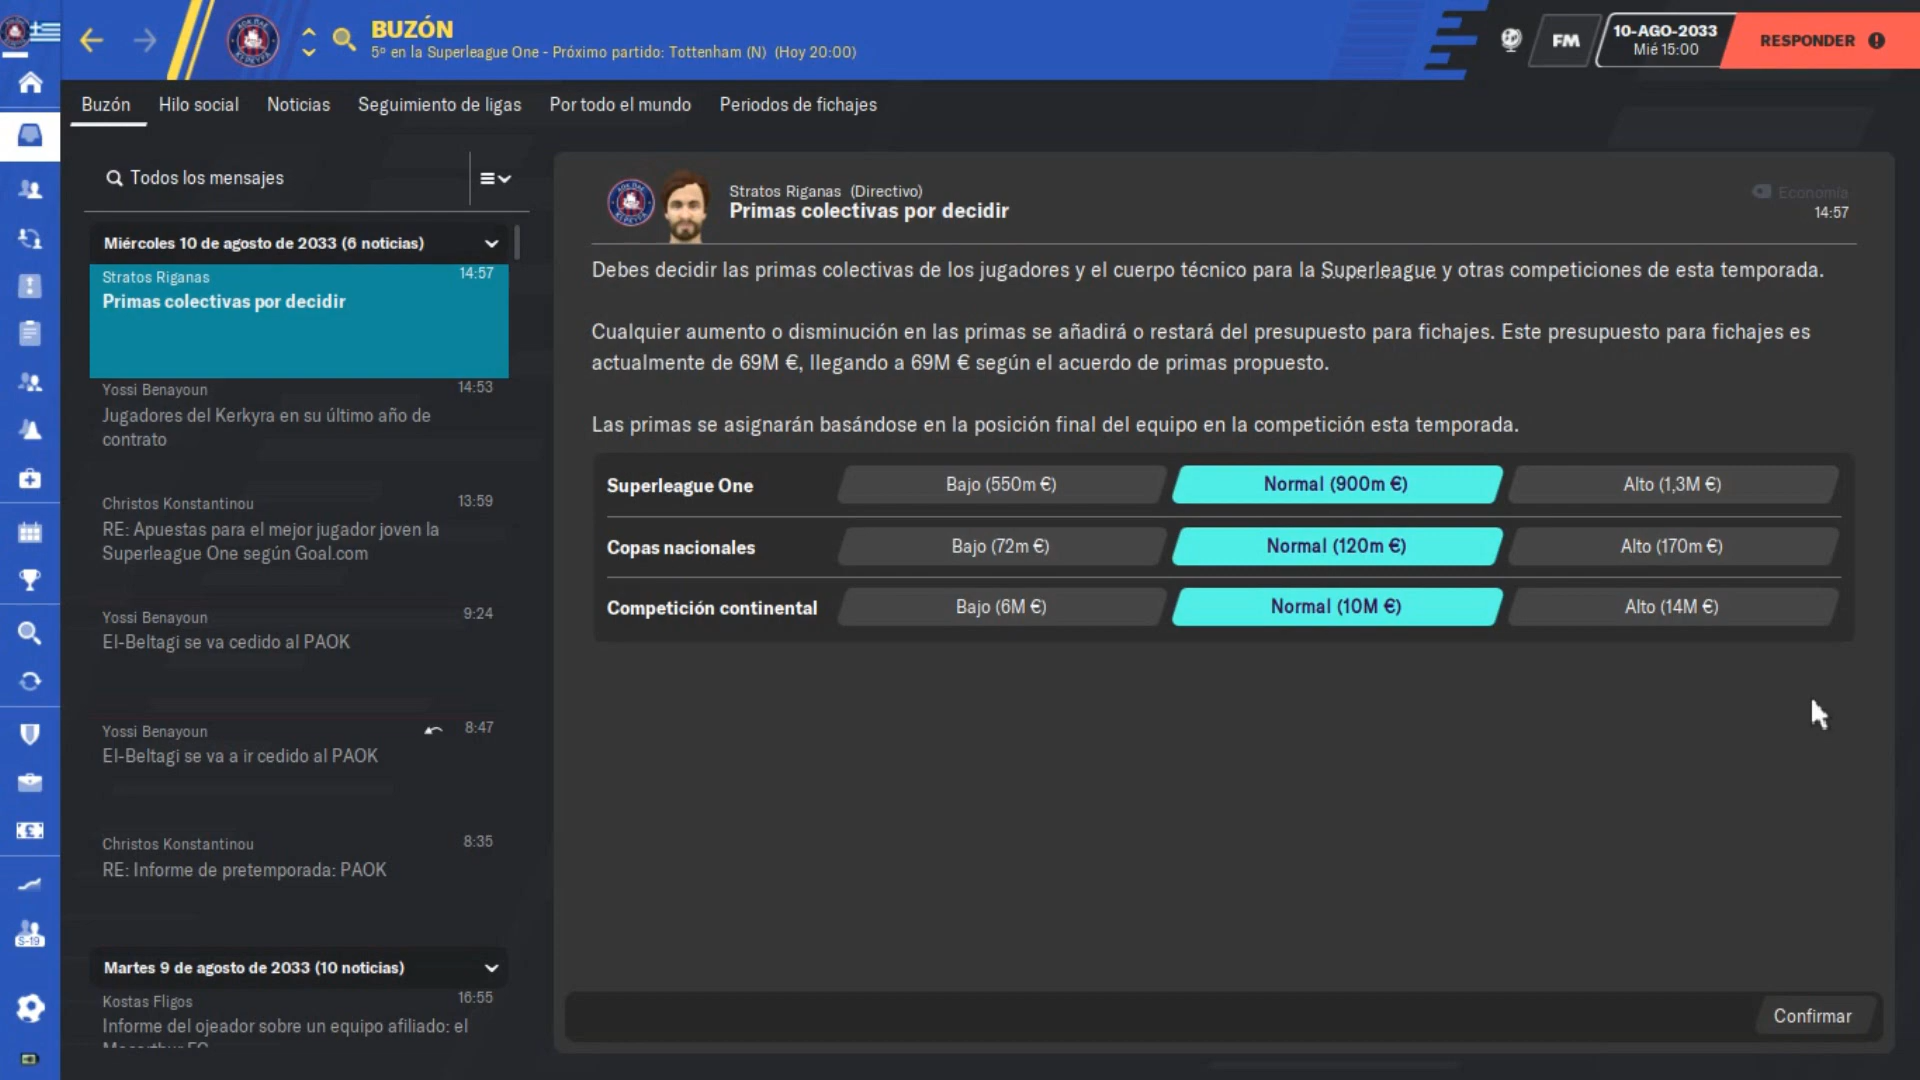 BUZÓN
5º en la Superleague One - Próximo partido: Tottenham (N) (Hoy 20:00)
FM
10-AGO-2033
Mié 15:00
RESPONDER
Buzón
Hilo social
Noticias
Seguimiento de ligas
Por todo el mundo
Periodos de fichajes
Todos los mensajes
Miércoles 10 de agosto de 2033 (6 noticias)
Stratos Riganas
14:57
Primas colectivas por decidir
Yossi Benayoun
14:53
Jugadores del Kerkyra en su último año de
contrato
Christos Konstantinou
13:59
RE: Apuestas para el mejor jugador joven la
Superleague One según Goal.com
Yossi Benayoun
9:24
El-Beltagi se va cedido al PAOK
Yossi Benayoun
8:47
El-Beltagi se va a ir cedido al PAOK
Christos Konstantinou
8:35
RE: Informe de pretemporada: PAOK
Martes 9 de agosto de 2033 (10 noticias)
Kostas Fligos
16:55
Informe del ojeador sobre un equipo afiliado: el
S-19
Stratos Riganas (Directivo)
Primas colectivas por decidir
Economía
14:57
Debes decidir las primas colectivas de los jugadores y el cuerpo técnico para la Superleague y otras competiciones de esta temporada.
Cualquier aumento o disminución en las primas se añadirá o restará del presupuesto para fichajes. Este presupuesto para fichajes es
actualmente de 69M €, llegando a 69M € según el acuerdo de primas propuesto.
Las primas se asignarán basándose en la posición final del equipo en la competición esta temporada.
Superleague One
Bajo (550m €)
Normal (900m €)
Alto (1,3M €)
Copas nacionales
Bajo (72m €)
Normal (120m €)
Alto (170m €)
Competición continental
Bajo (6M €)
Normal (10M €)
Alto (14M €)
Confirmar